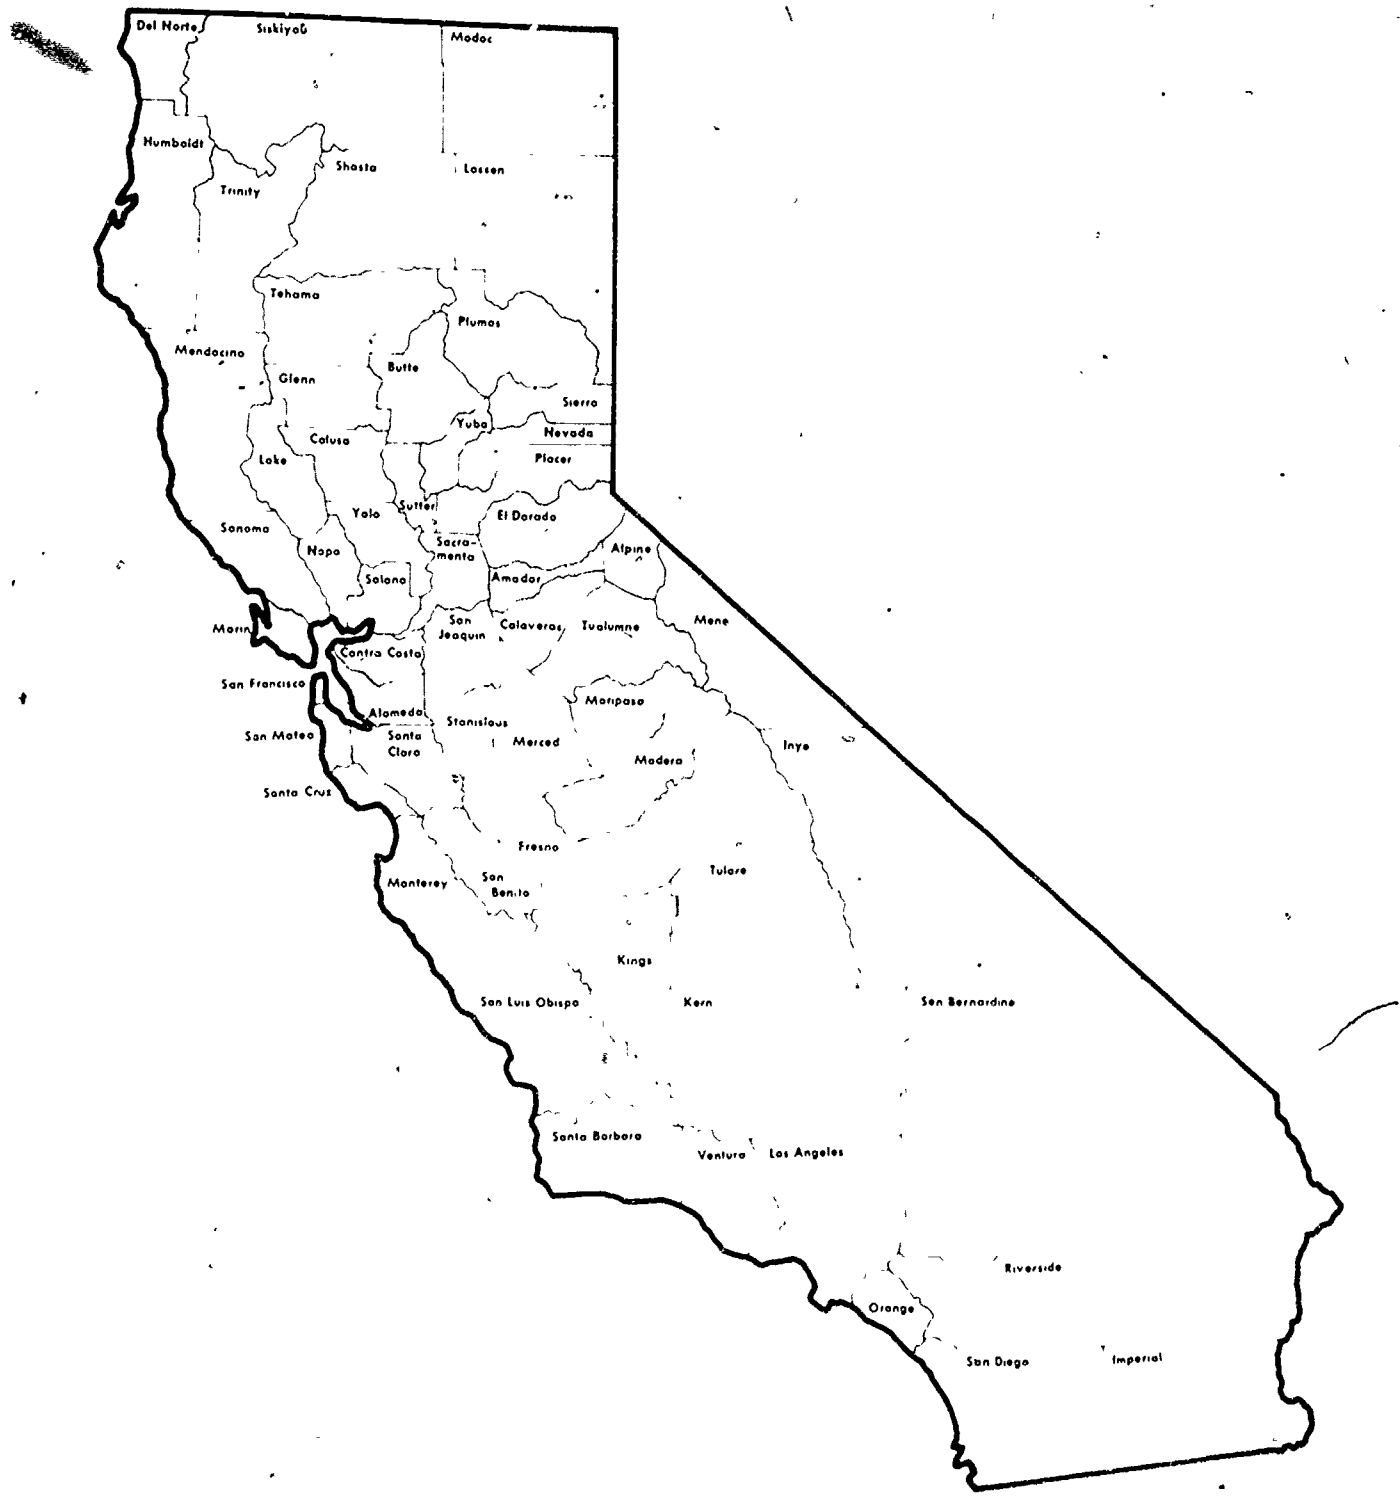 Del Norte
Siskiyou
Modoc
Humboldt
Shasta
Lassen
Trinity
Tehama
Plumas
Mendocino
Butte
Glenn
Sierra
Yuba
Nevada
Colusa
Placer
Lake
Sutter
Yolo
El Dorado
Sonoma
Sacra-
mento
Napa
Alpine
Solano
Amador
Marin
San
Joaquin
Calaveras
Tuolumne
Mono
Contra Costa
San Francisco
Mariposa
Alameda
Stanislaus
San Mateo
Santa
Clara
Merced
Inyo
Madera
Santa Cruz
Fresno
Tulare
Monterey
San
Benito
Kings
San Luis Obispo
Kern
San Bernardino
Santa Barbara
Ventura
Los Angeles
Riverside
Orange
San Diego
Imperial